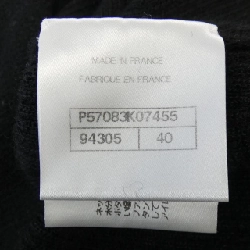 MADE IN FRANCE
FABRIQUE EN FRANCE
P57083K07455
94305 40